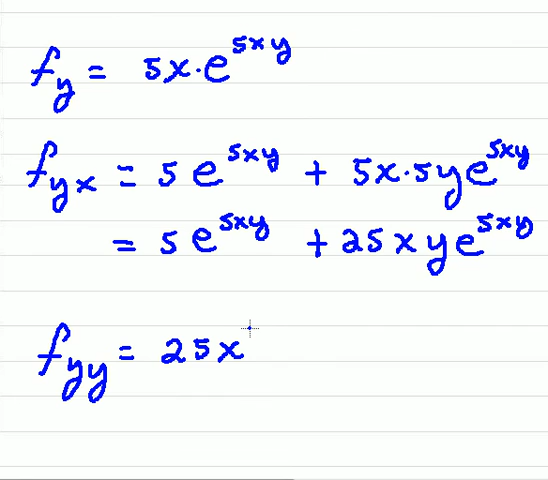 f_y = 5x·e^{5xy}
f_{yx} = 5e^{5xy} + 5x·5ye^{5xy}
= 5e^{5xy} + 25xye^{5xy}
f_{yy} = 25x